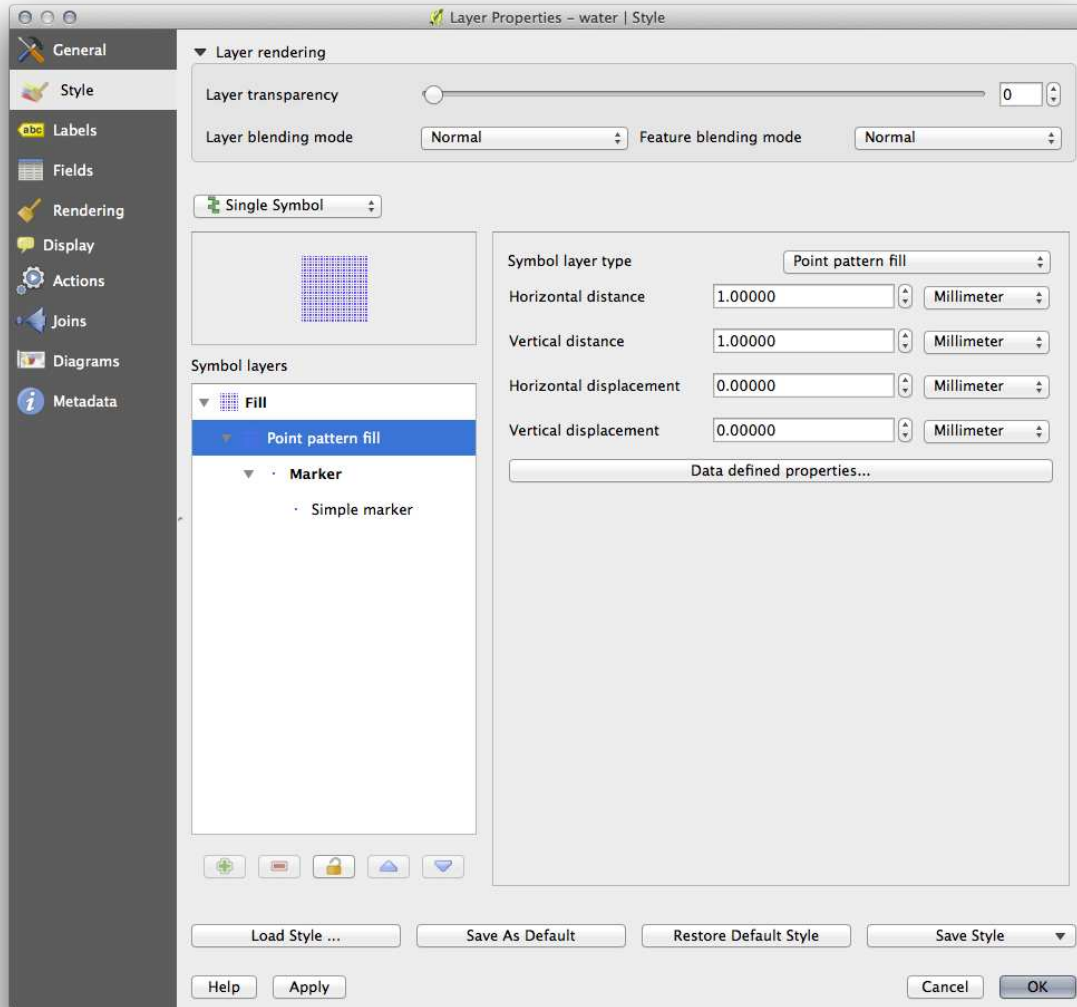 Layer Properties – water | Style
General
Style
abc Labels
Fields
Rendering
Display
Actions
Joins
i Metadata
Diagrams
Layer rendering
Layer transparency 0
Layer blending mode Normal Feature blending mode Normal
Single Symbol
Symbol layers
Fill
Point pattern fill
Marker
Simple marker
Symbol layer type Point pattern fill
Horizontal distance 1.00000 Millimeter
Vertical distance 1.00000 Millimeter
Horizontal displacement 0.00000 Millimeter
Vertical displacement 0.00000 Millimeter
Data defined properties...
Load Style ... Save As Default Restore Default Style Save Style
Help Apply Cancel OK